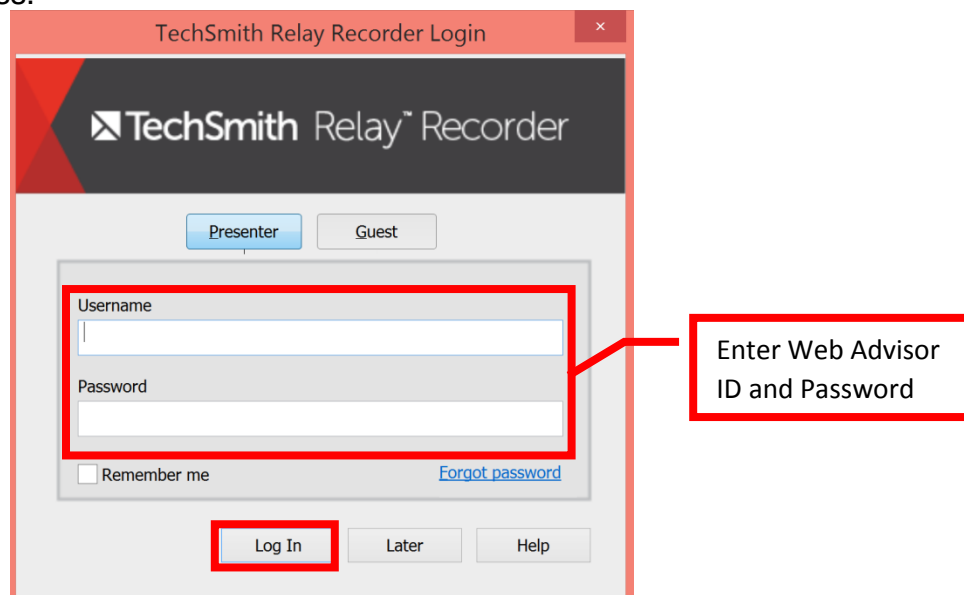 TechSmith Relay Recorder Login ×
TechSmith Relay™ Recorder
Presenter Guest
Username
Password
Enter Web Advisor
ID and Password
Remember me Forgot password
Log In Later Help